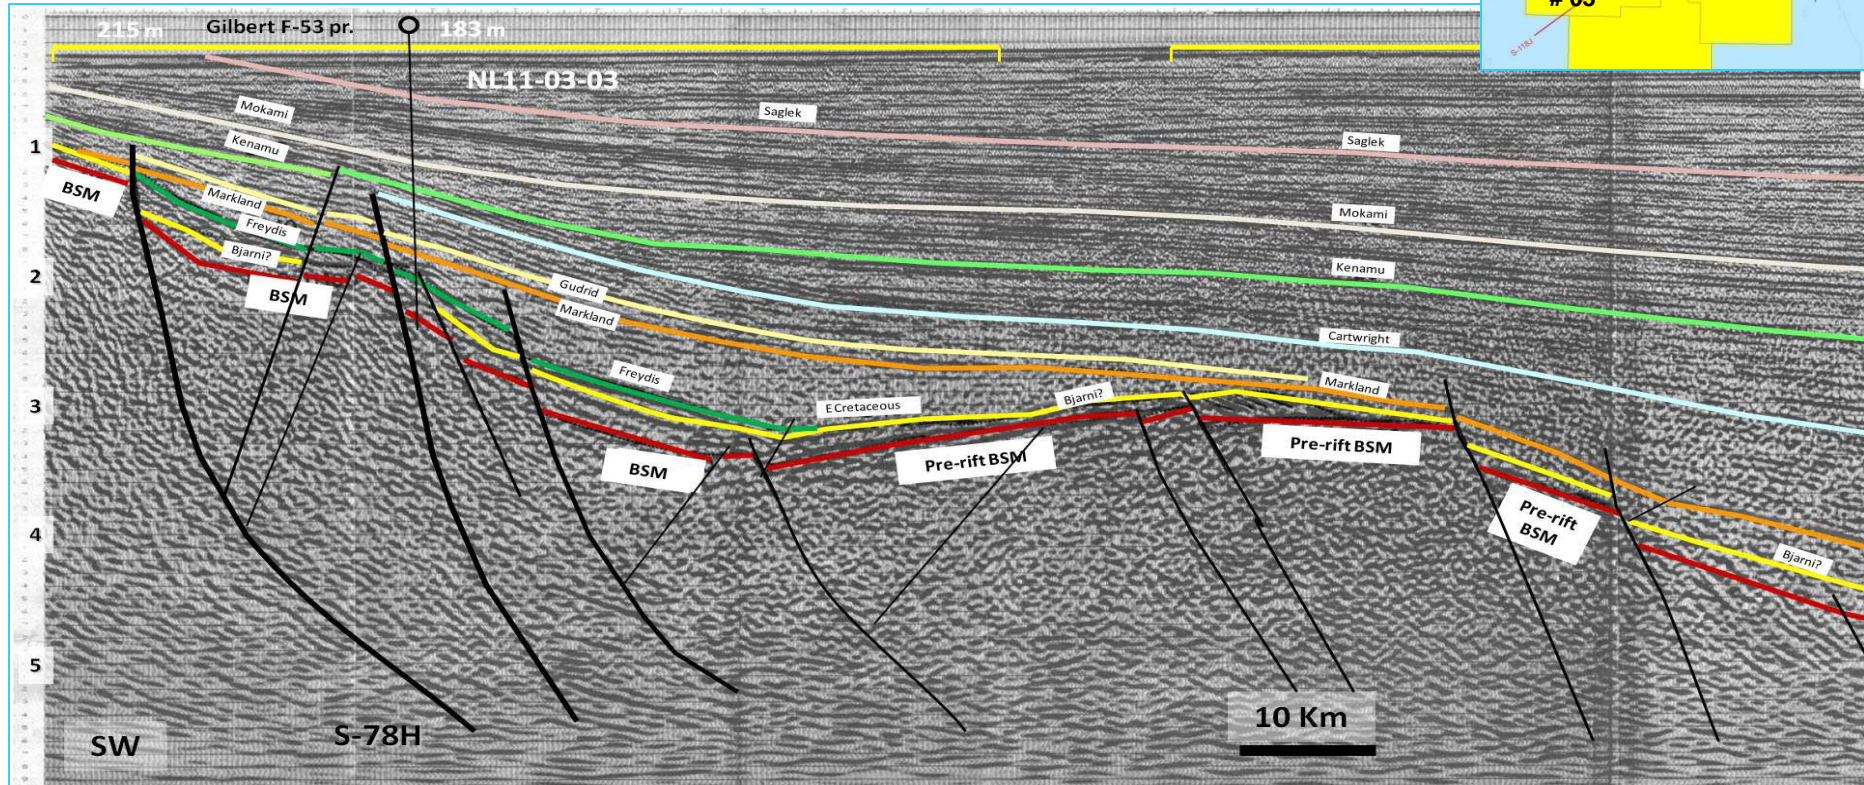 215 m
Gilbert F-53 pr.
183 m
# 05
S-118J
NL11-03-03
Mokami
Saglek
Kenamu
Saglek
1
BSM
Markland
Mokami
Freydis
Bjarni?
2
BSM
Gudrid
Kenamu
Markland
Cartwright
Freydis
Markland
3
E Cretaceous
Bjarni?
BSM
Pre-rift BSM
Pre-rift BSM
Pre-rift
BSM
4
Bjarni?
5
10 Km
SW
S-78H